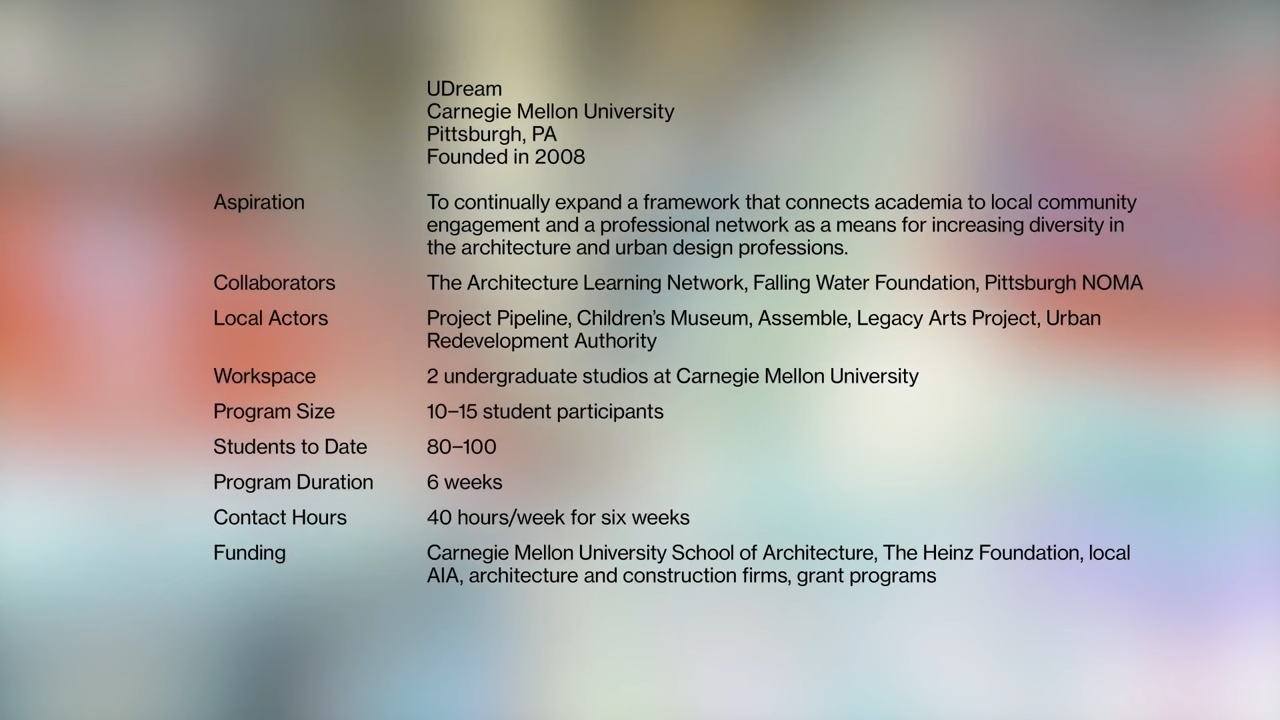 UDream
Carnegie Mellon University
Pittsburgh, PA
Founded in 2008
Aspiration To continually expand a framework that connects academia to local community
engagement and a professional network as a means for increasing diversity in
the architecture and urban design professions.
Collaborators The Architecture Learning Network, Falling Water Foundation, Pittsburgh NOMA
Local Actors Project Pipeline, Children’s Museum, Assemble, Legacy Arts Project, Urban
Redevelopment Authority
Workspace 2 undergraduate studios at Carnegie Mellon University
Program Size 10–15 student participants
Students to Date 80–100
Program Duration 6 weeks
Contact Hours 40 hours/week for six weeks
Funding Carnegie Mellon University School of Architecture, The Heinz Foundation, local
AIA, architecture and construction firms, grant programs